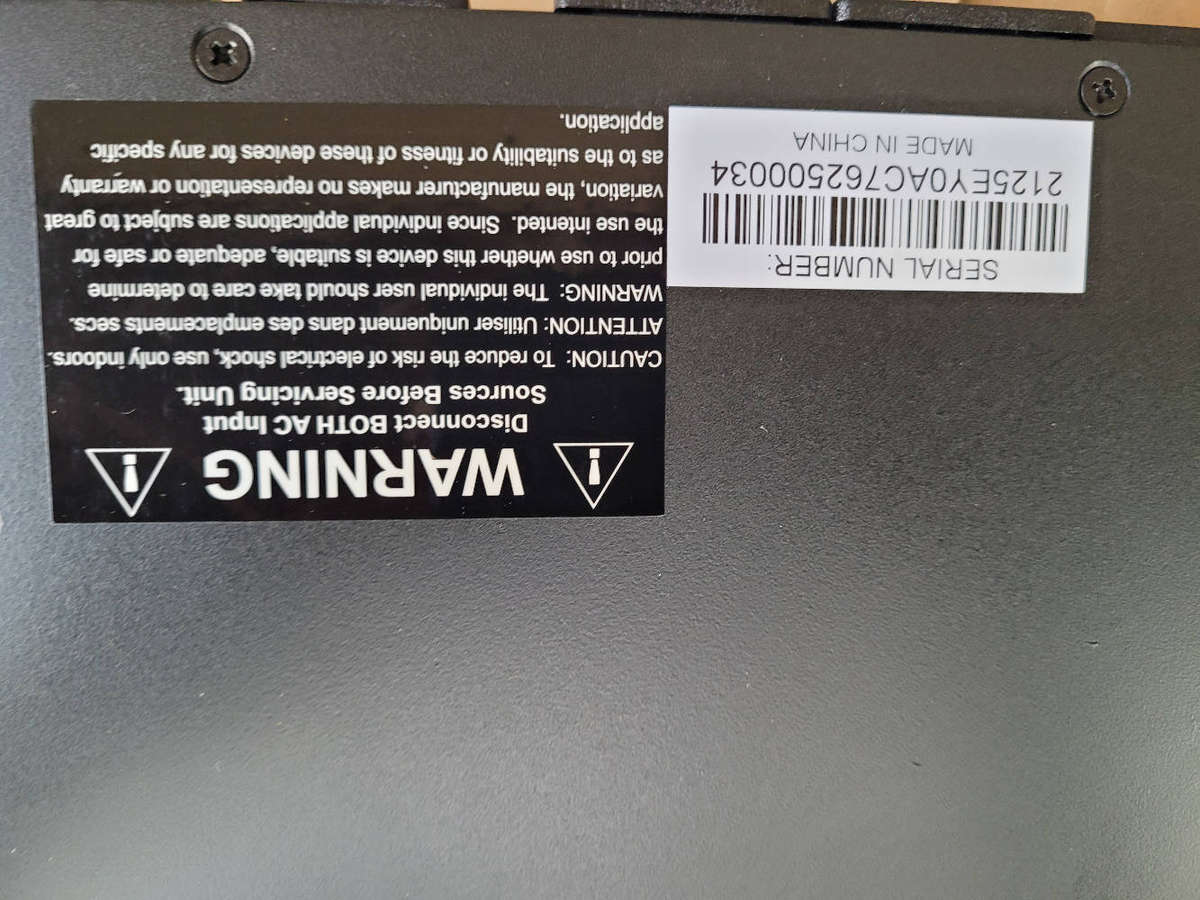 WARNING
Disconnect BOTH AC Input
Sources Before Servicing Unit.
CAUTION: To reduce the risk of electrical shock, use only indoors.
ATTENTION: Utiliser uniquement dans des emplacements secs.
WARNING: The individual user should take care to determine
prior to use whether this device is suitable, adequate or safe for
the use intented. Since individual applications are subject to great
variation, the manufacturer makes no representation or warranty
as to the suitability or fitness of these devices for any specific
application.
SERIAL NUMBER:
2125EY0AC762500034
MADE IN CHINA